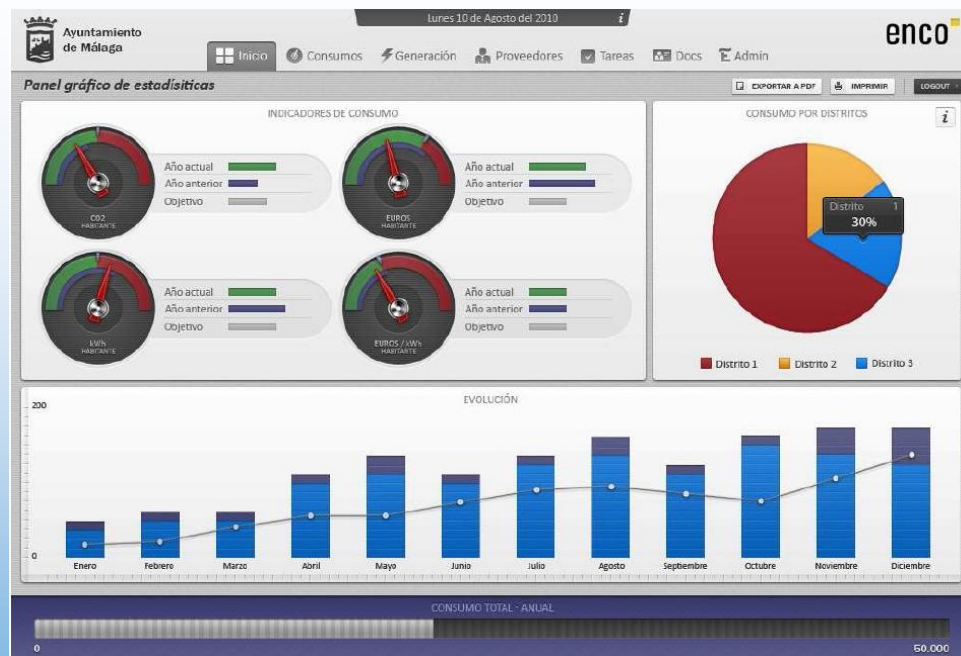 Lunes 10 de Agosto del 2010 i
Ayuntamiento
de Málaga
enco
Inicio Consumos Generación Proveedores Tareas Docs Admin
Panel gráfico de estadísiticas
EXPORTAR A PDF IMPRIMIR LOGOUT
INDICADORES DE CONSUMO
CO2
HABITANTE
Año actual
Año anterior
Objetivo
EUROS
HABITANTE
Año actual
Año anterior
Objetivo
kWh
HABITANTE
Año actual
Año anterior
Objetivo
EUROS / kWh
HABITANTE
Año actual
Año anterior
Objetivo
CONSUMO POR DISTRITOS
i
Distrito 1
30%
Distrito 1 Distrito 2 Distrito 3
EVOLUCIÓN
200
0
Enero Febrero Marzo Abril Mayo Junio Julio Agosto Septiembre Octubre Noviembre Diciembre
CONSUMO TOTAL - ANUAL
0 50.000